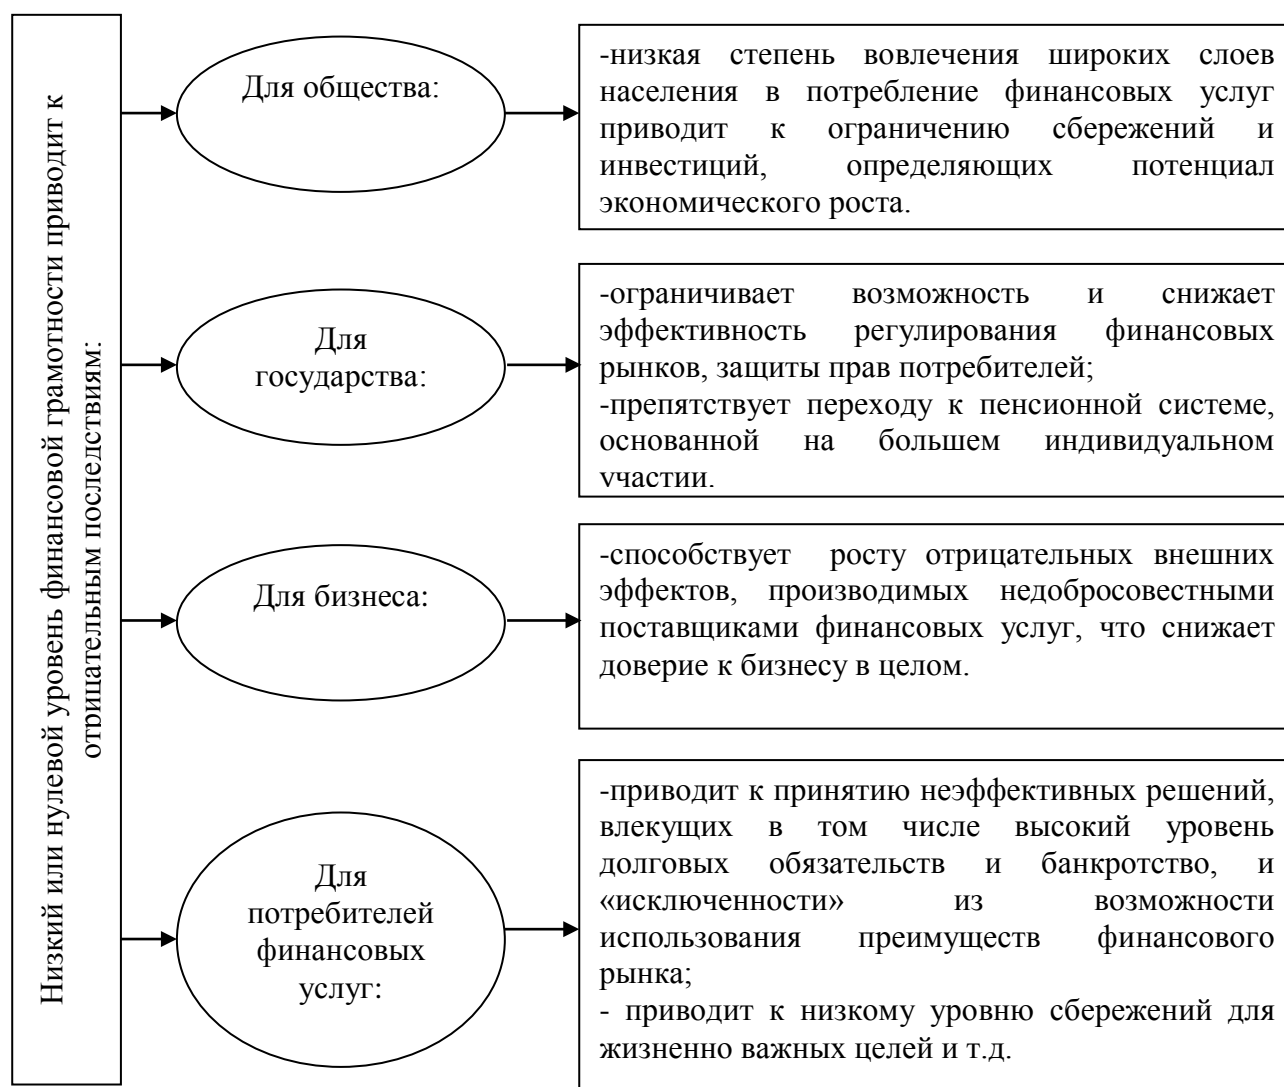 Низкий или нулевой уровень финансовой грамотности приводит к
отрицательным последствиям:
Для общества:
-низкая степень вовлечения широких слоев
населения в потребление финансовых услуг
приводит к ограничению сбережений и
инвестиций, определяющих потенциал
экономического роста.
Для
государства:
-ограничивает возможность и снижает
эффективность регулирования финансовых
рынков, защиты прав потребителей;
-препятствует переходу к пенсионной системе,
основанной на большем индивидуальном
участии.
Для бизнеса:
-способствует росту отрицательных внешних
эффектов, производимых недобросовестными
поставщиками финансовых услуг, что снижает
доверие к бизнесу в целом.
Для
потребителей
финансовых
услуг:
-приводит к принятию неэффективных решений,
влекущих в том числе высокий уровень
долговых обязательств и банкротство, и
«исключенности» из возможности
использования преимуществ финансового
рынка;
- приводит к низкому уровню сбережений для
жизненно важных целей и т.д.